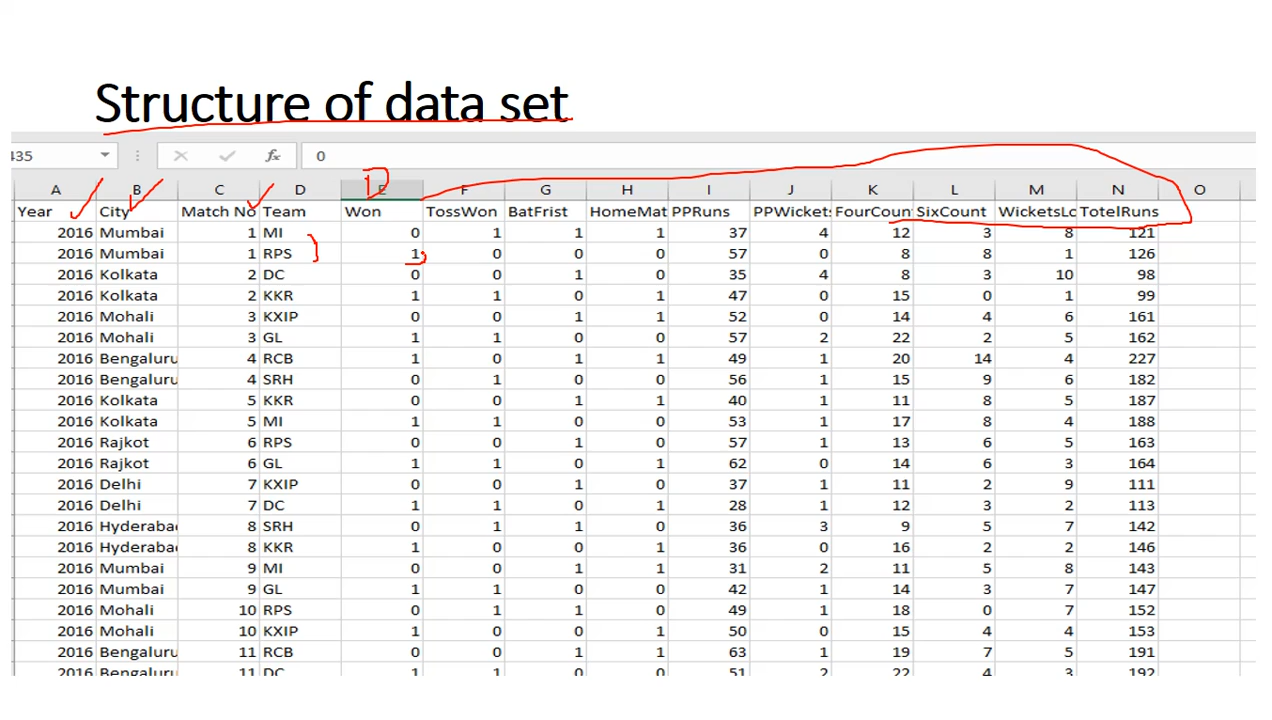 Structure of data set
435 fx 0
A B C D E F G H I J K L M N O
Year City Match No Team Won TossWon BatFrist HomeMat PPRuns PPWickets FourCoun SixCount WicketsLo TotelRuns
2016 Mumbai 1 MI 0 1 1 1 37 4 12 3 8 121
2016 Mumbai 1 RPS 1 0 0 0 57 0 8 8 1 126
2016 Kolkata 2 DC 0 0 1 0 35 4 8 3 10 98
2016 Kolkata 2 KKR 1 1 0 1 47 0 15 0 1 99
2016 Mohali 3 KXIP 0 0 1 1 52 0 14 4 6 161
2016 Mohali 3 GL 1 1 0 0 57 2 22 2 5 162
2016 Bengaluru 4 RCB 1 0 1 1 49 1 20 14 4 227
2016 Bengaluru 4 SRH 0 1 0 0 56 1 15 9 6 182
2016 Kolkata 5 KKR 0 0 1 1 40 1 11 8 5 187
2016 Kolkata 5 MI 1 1 0 0 53 1 17 8 4 188
2016 Rajkot 6 RPS 0 0 1 0 57 1 13 6 5 163
2016 Rajkot 6 GL 1 1 0 1 62 0 14 6 3 164
2016 Delhi 7 KXIP 0 0 1 0 37 1 11 2 9 111
2016 Delhi 7 DC 1 1 0 1 28 1 12 3 2 113
2016 Hyderabad 8 SRH 0 1 1 0 36 3 9 5 7 142
2016 Hyderabad 8 KKR 1 0 0 1 36 0 16 2 2 146
2016 Mumbai 9 MI 0 0 1 1 31 2 11 5 8 143
2016 Mumbai 9 GL 1 1 0 0 42 1 14 3 7 147
2016 Mohali 10 RPS 0 1 1 0 49 1 18 0 7 152
2016 Mohali 10 KXIP 1 0 0 1 50 0 15 4 4 153
2016 Bengaluru 11 RCB 0 0 1 1 63 1 19 7 5 191
2016 Bengaluru 11 DC 1 1 0 0 51 2 22 4 3 192